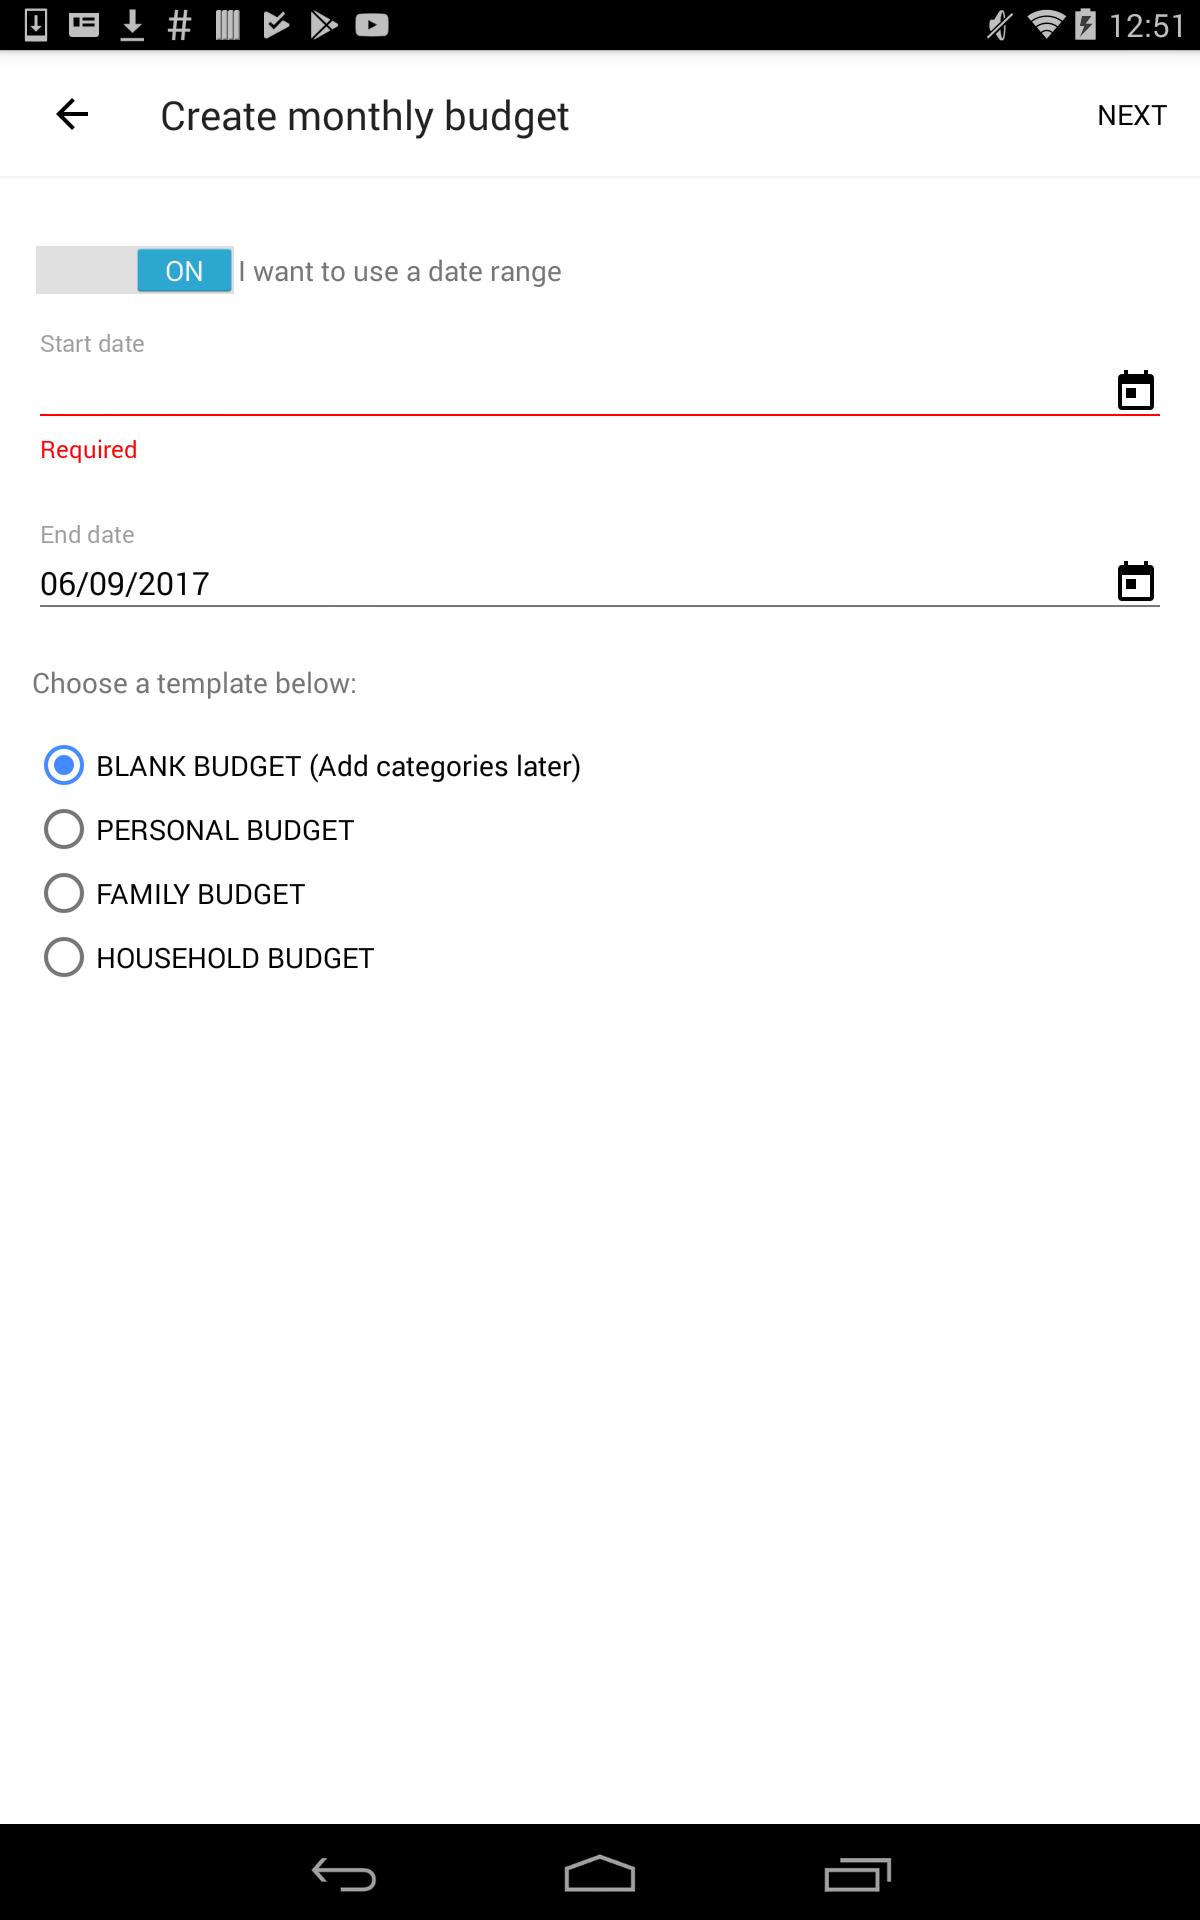 12:51
Create monthly budget
NEXT
ON I want to use a date range
Start date
Required
End date
06/09/2017
Choose a template below:
BLANK BUDGET (Add categories later)
PERSONAL BUDGET
FAMILY BUDGET
HOUSEHOLD BUDGET